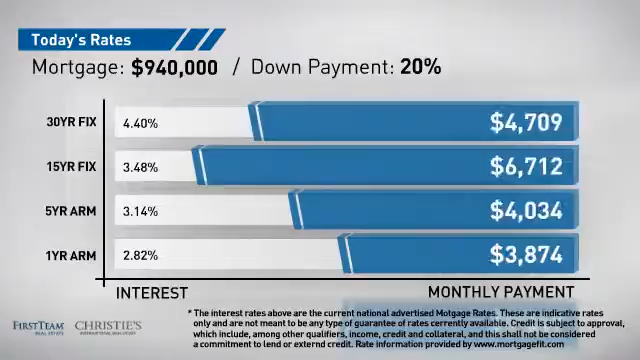 Today's Rates
Mortgage: $940,000 / Down Payment: 20%
30YR FIX 4.40% $4,709
15YR FIX 3.48% $6,712
5YR ARM 3.14% $4,034
1YR ARM 2.82% $3,874
INTEREST MONTHLY PAYMENT
* The interest rates above are the current national advertised Motgage Rates. These are indicative rates
only and are not meant to be any type of guarantee of rates cerrently available. Credit is subject to approval,
which include, among other qualifiers, income, credit and collateral, and this shall not be considered
a commitment to lend or externd credit. Rate information provided by www.mortgagefit.com
FIRSTTEAM CHRISTIE'S
REAL ESTATE INTERNATIONAL REAL ESTATE